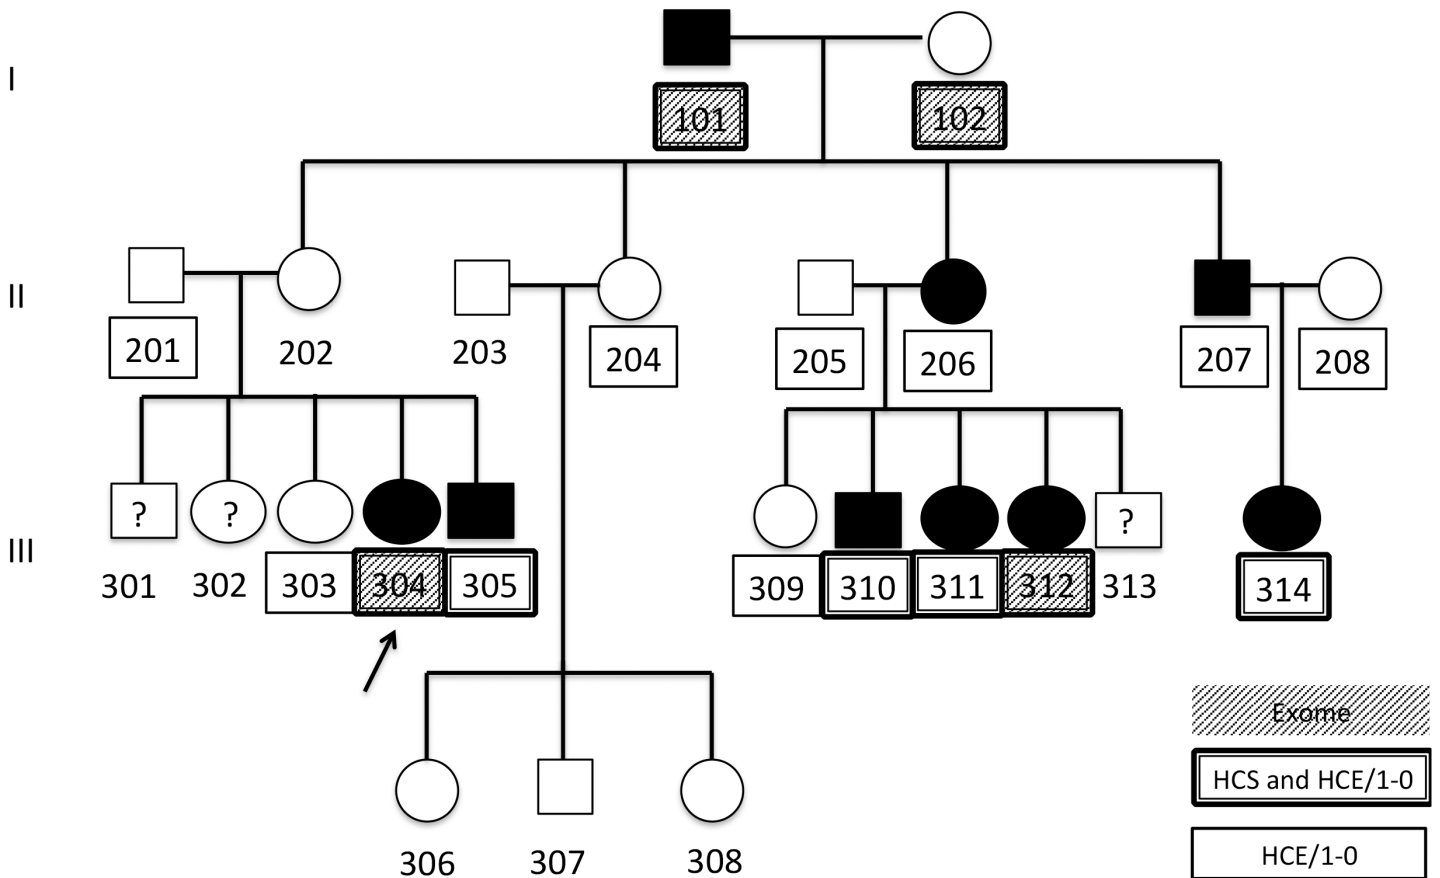 I
101 102
II
201 202 203 204 205 206 207 208
? ? ?
III
301 302 303 304 305 309 310 311 312 313 314
Exome
HCS and HCE/1-0
HCE/1-0
306 307 308